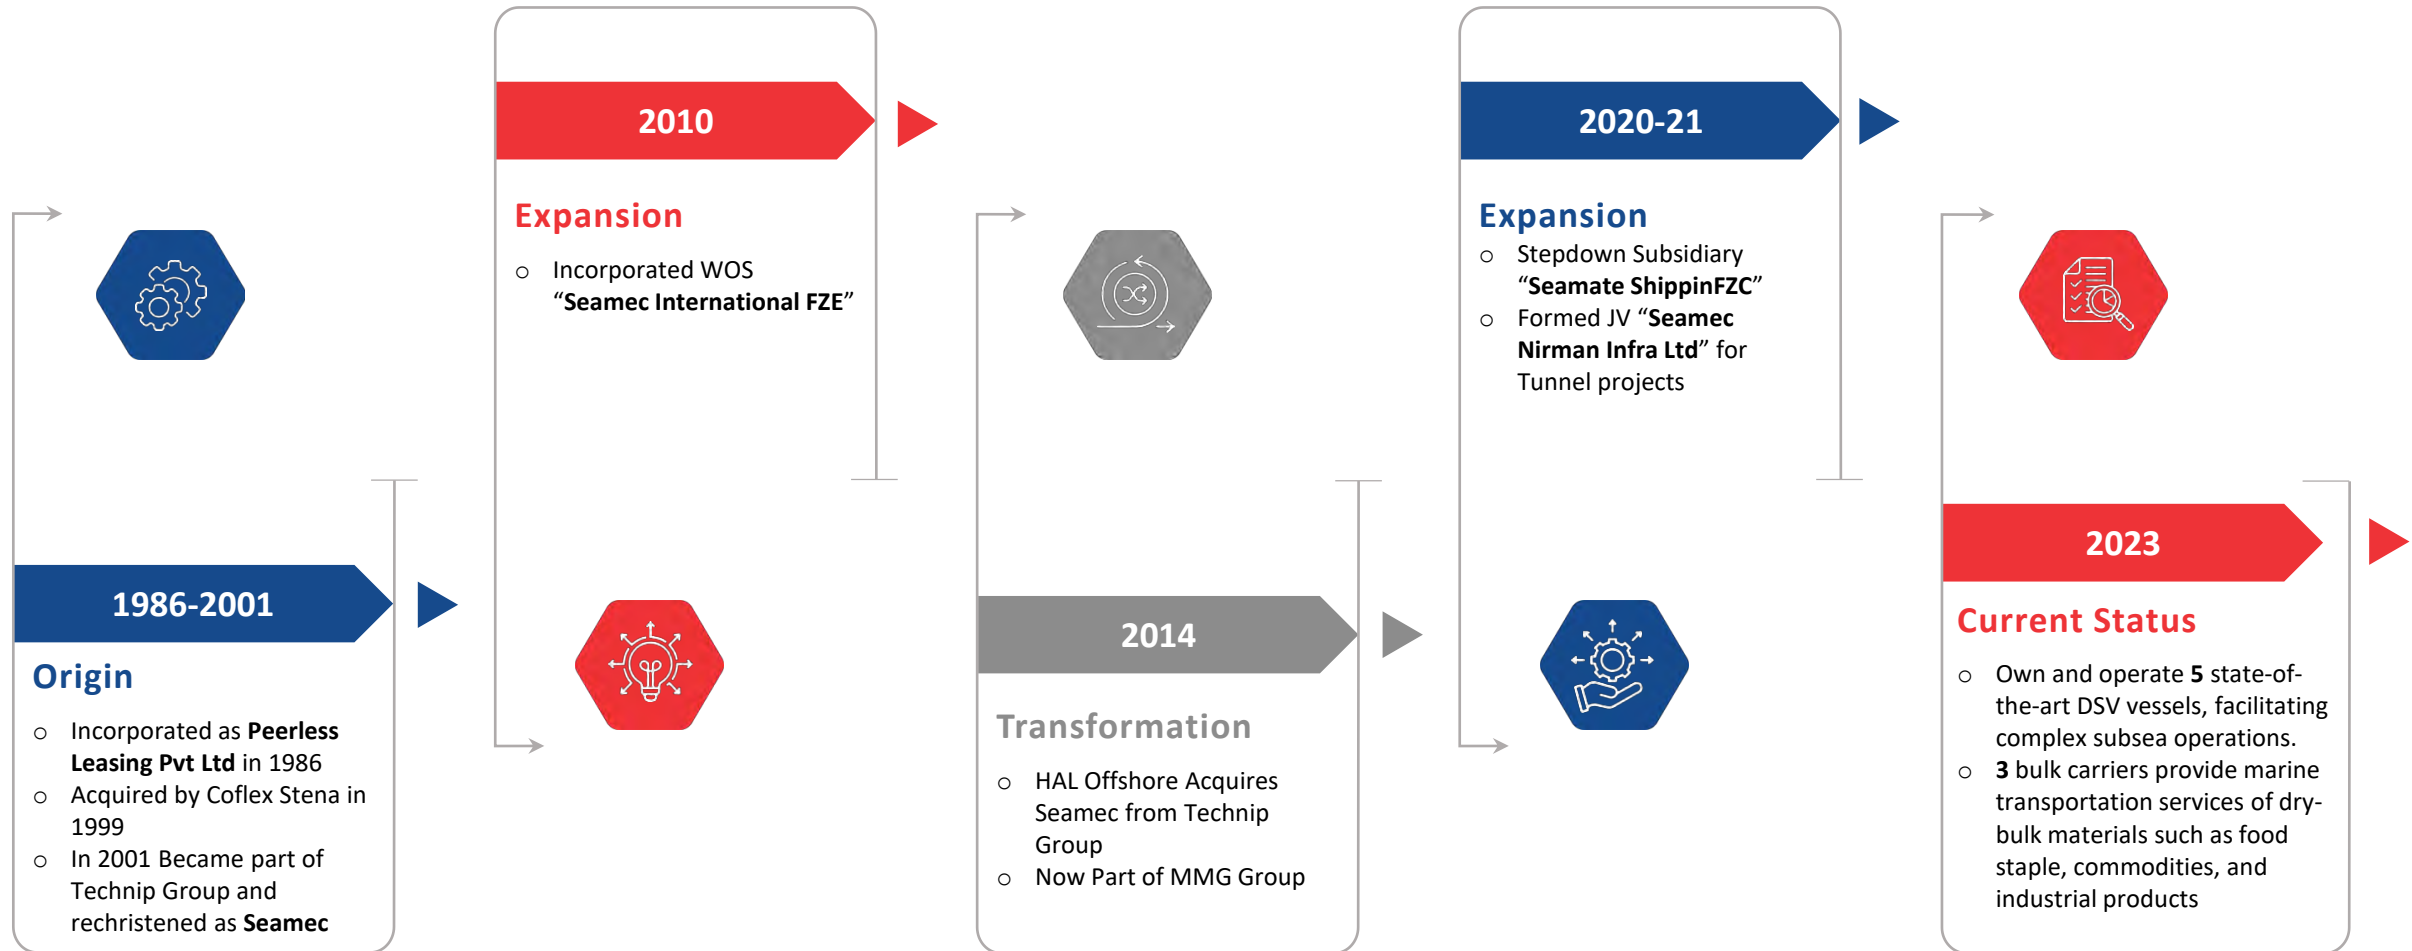 1986-2001
Origin
o Incorporated as Peerless
Leasing Pvt Ltd in 1986
o Acquired by Coflex Stena in
1999
o In 2001 Became part of
Technip Group and
rechristened as Seamec
2010
Expansion
o Incorporated WOS
“Seamec International FZE”
2014
Transformation
o HAL Offshore Acquires
Seamec from Technip
Group
o Now Part of MMG Group
2020-21
Expansion
o Stepdown Subsidiary
“Seamate ShippinFZC”
o Formed JV “Seamec
Nirman Infra Ltd” for
Tunnel projects
2023
Current Status
o Own and operate 5 state-of-
the-art DSV vessels, facilitating
complex subsea operations.
o 3 bulk carriers provide marine
transportation services of dry-
bulk materials such as food
staple, commodities, and
industrial products